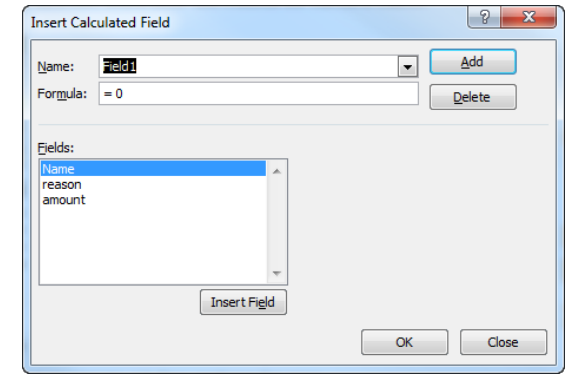 Insert Calculated Field
Name: Field1 Add
Formula: = 0 Delete
Fields:
Name
reason
amount
Insert Field
OK Close